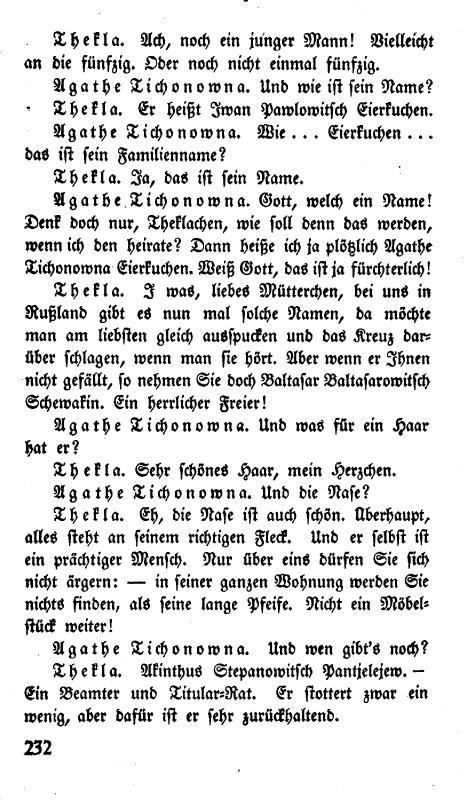 Thekla. Ach, noch ein junger Mann! Vielleicht
an die fünfzig. Oder noch nicht einmal fünfzig.
Agathe Tichonowna. Und wie ist sein Name?
Thekla. Er heißt Iwan Pawlowitsch Eierkuchen.
Agathe Tichonowna. Wie ... Eierkuchen ...
das ist sein Familienname?
Thekla. Ja, das ist sein Name.
Agathe Tichonowna. Gott, welch ein Name!
Denk doch nur, Theklachen, wie soll denn das werden,
wenn ich den heirate? Dann heiße ich ja plötzlich Agathe
Tichonowna Eierkuchen. Weiß Gott, das ist ja fürchterlich!
Thekla. I was, liebes Mütterchen, bei uns in
Rußland gibt es nun mal solche Namen, da möchte
man am liebsten gleich ausspucken und das Kreuz dar-
über schlagen, wenn man sie hört. Aber wenn er Ihnen
nicht gefällt, so nehmen Sie doch Baltasar Baltasarowitsch
Schewakin. Ein herrlicher Freier!
Agathe Tichonowna. Und was für ein Haar
hat er?
Thekla. Sehr schönes Haar, mein Herzchen.
Agathe Tichonowna. Und die Nase?
Thekla. Eh, die Nase ist auch schön. Überhaupt,
alles steht an seinem richtigen Fleck. Und er selbst ist
ein prächtiger Mensch. Nur über eins dürfen Sie sich
nicht ärgern: — in seiner ganzen Wohnung werden Sie
nichts finden, als seine lange Pfeife. Nicht ein Möbel-
stück weiter!
Agathe Tichonowna. Und wen gibt's noch?
Thekla. Akinthus Stepanowitsch Pantjelejew. —
Ein Beamter und Titular-Rat. Er stottert zwar ein
wenig, aber dafür ist er sehr zurückhaltend.
232